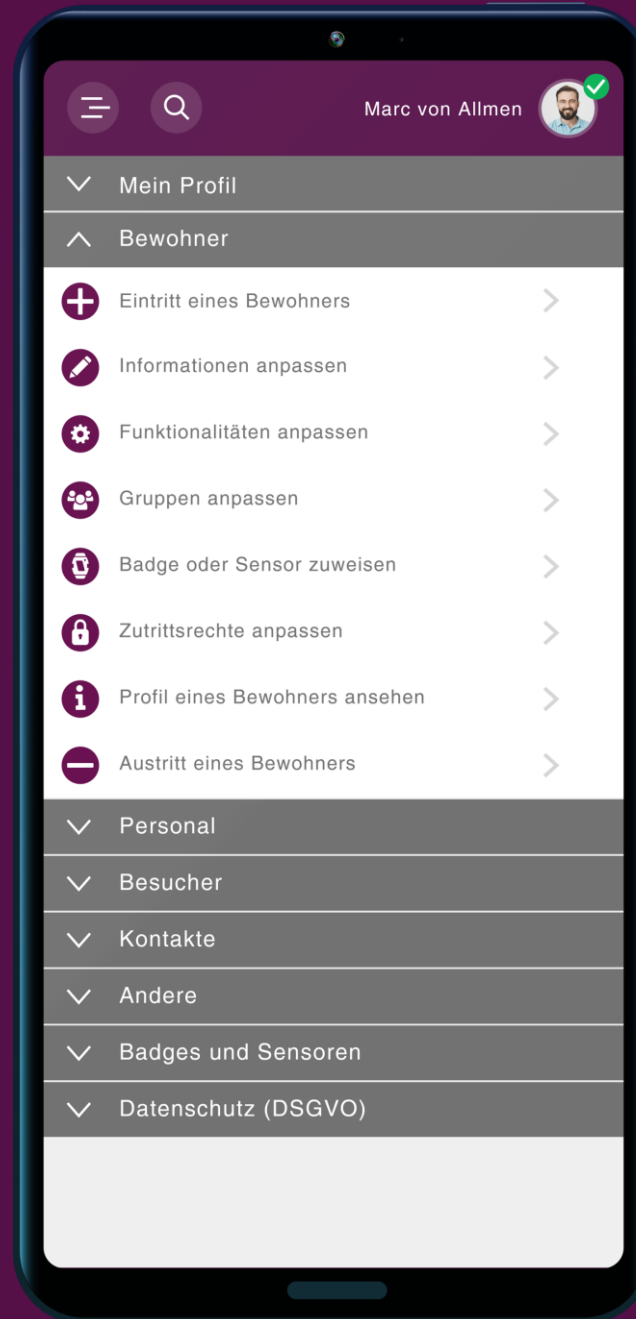 Marc von Allmen
Mein Profil
Bewohner
Eintritt eines Bewohners
Informationen anpassen
Funktionalitäten anpassen
Gruppen anpassen
Badge oder Sensor zuweisen
Zutrittsrechte anpassen
Profil eines Bewohners ansehen
Austritt eines Bewohners
Personal
Besucher
Kontakte
Andere
Badges und Sensoren
Datenschutz (DSGVO)